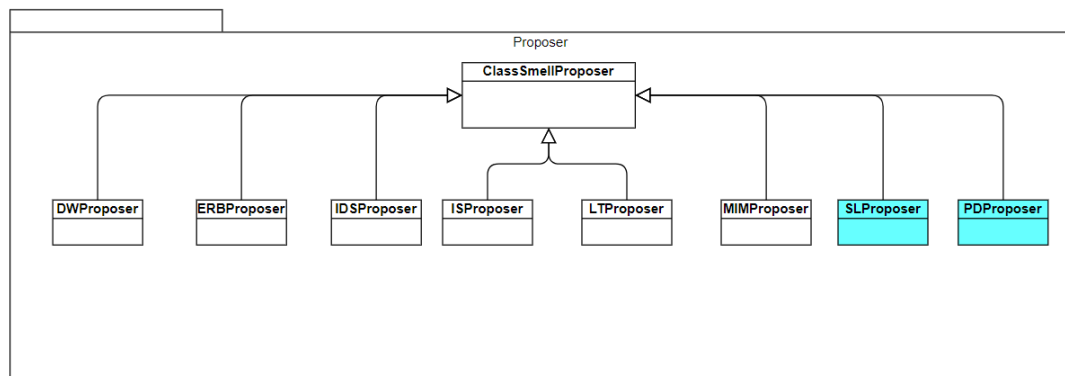 Proposer
ClassSmellProposer
DWProposer
ERBProposer
IDSProposer
ISProposer
LTProposer
MIMProposer
SLProposer
PDProposer